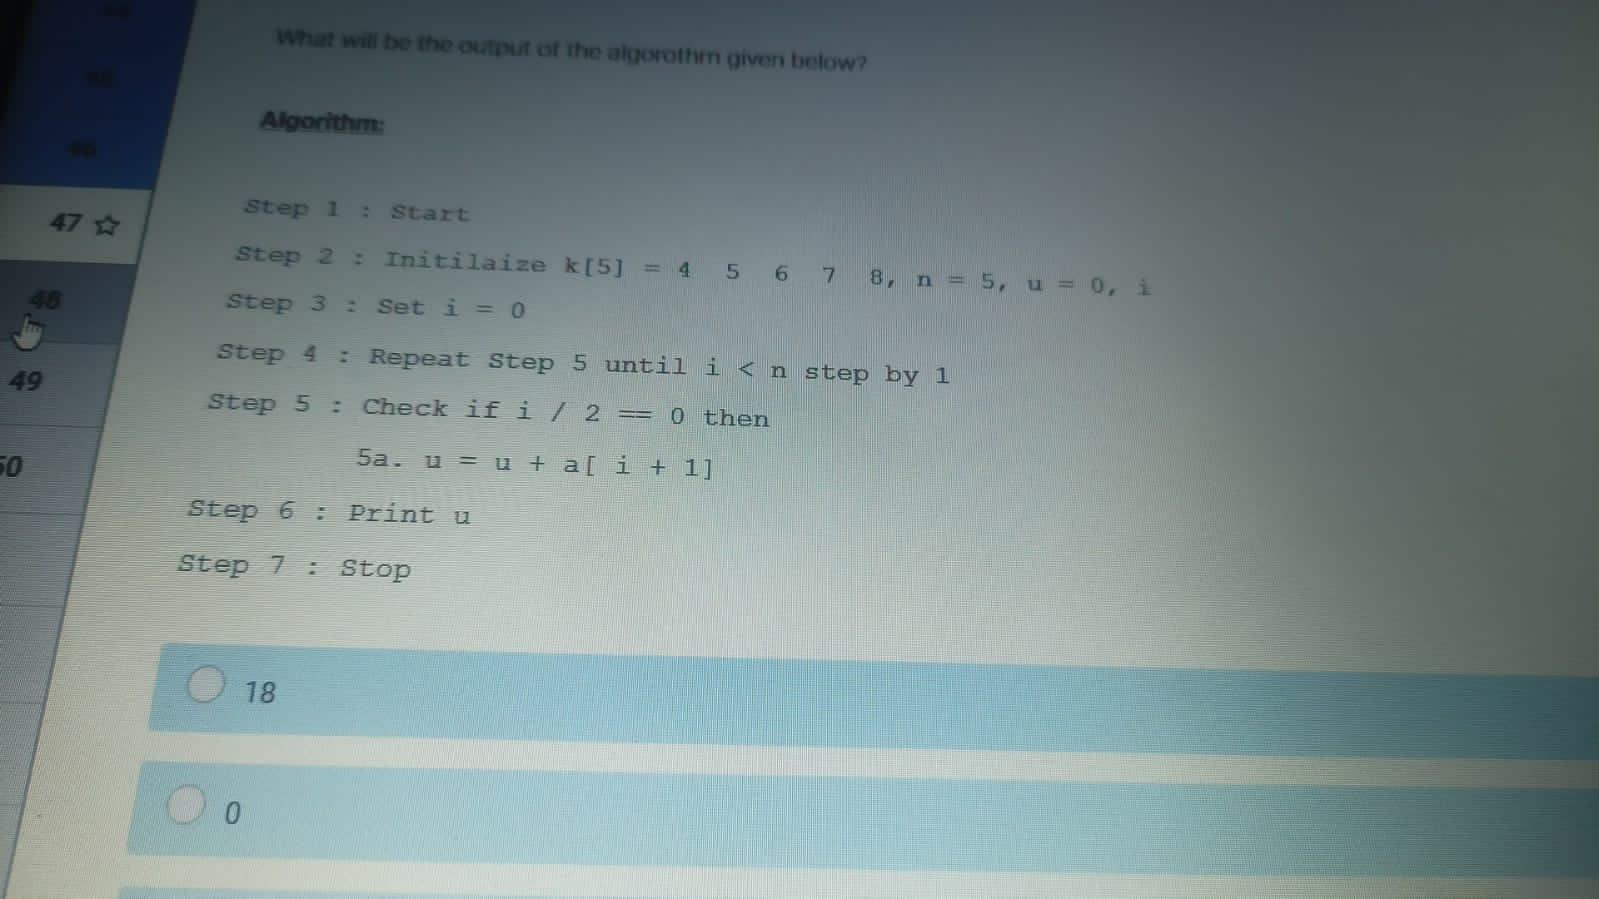 What will be the output of the algorothm given below?
Algorithm:
Step 1 : Start
Step 2 : Initilaize k[5] = 4 5 6 7 8, n = 5, u = 0, i
Step 3 : Set i = 0
Step 4 : Repeat Step 5 until i < n step by 1
Step 5 : Check if i / 2 == 0 then
5a. u = u + a[ i + 1]
Step 6 : Print u
Step 7 : Stop
18
0
46
47
48
49
50